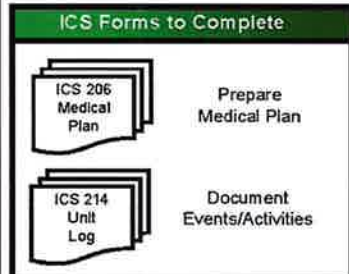 ICS Forms to Complete
ICS 206
Medical
Plan
Prepare
Medical Plan
ICS 214
Unit
Log
Document
Events/Activities